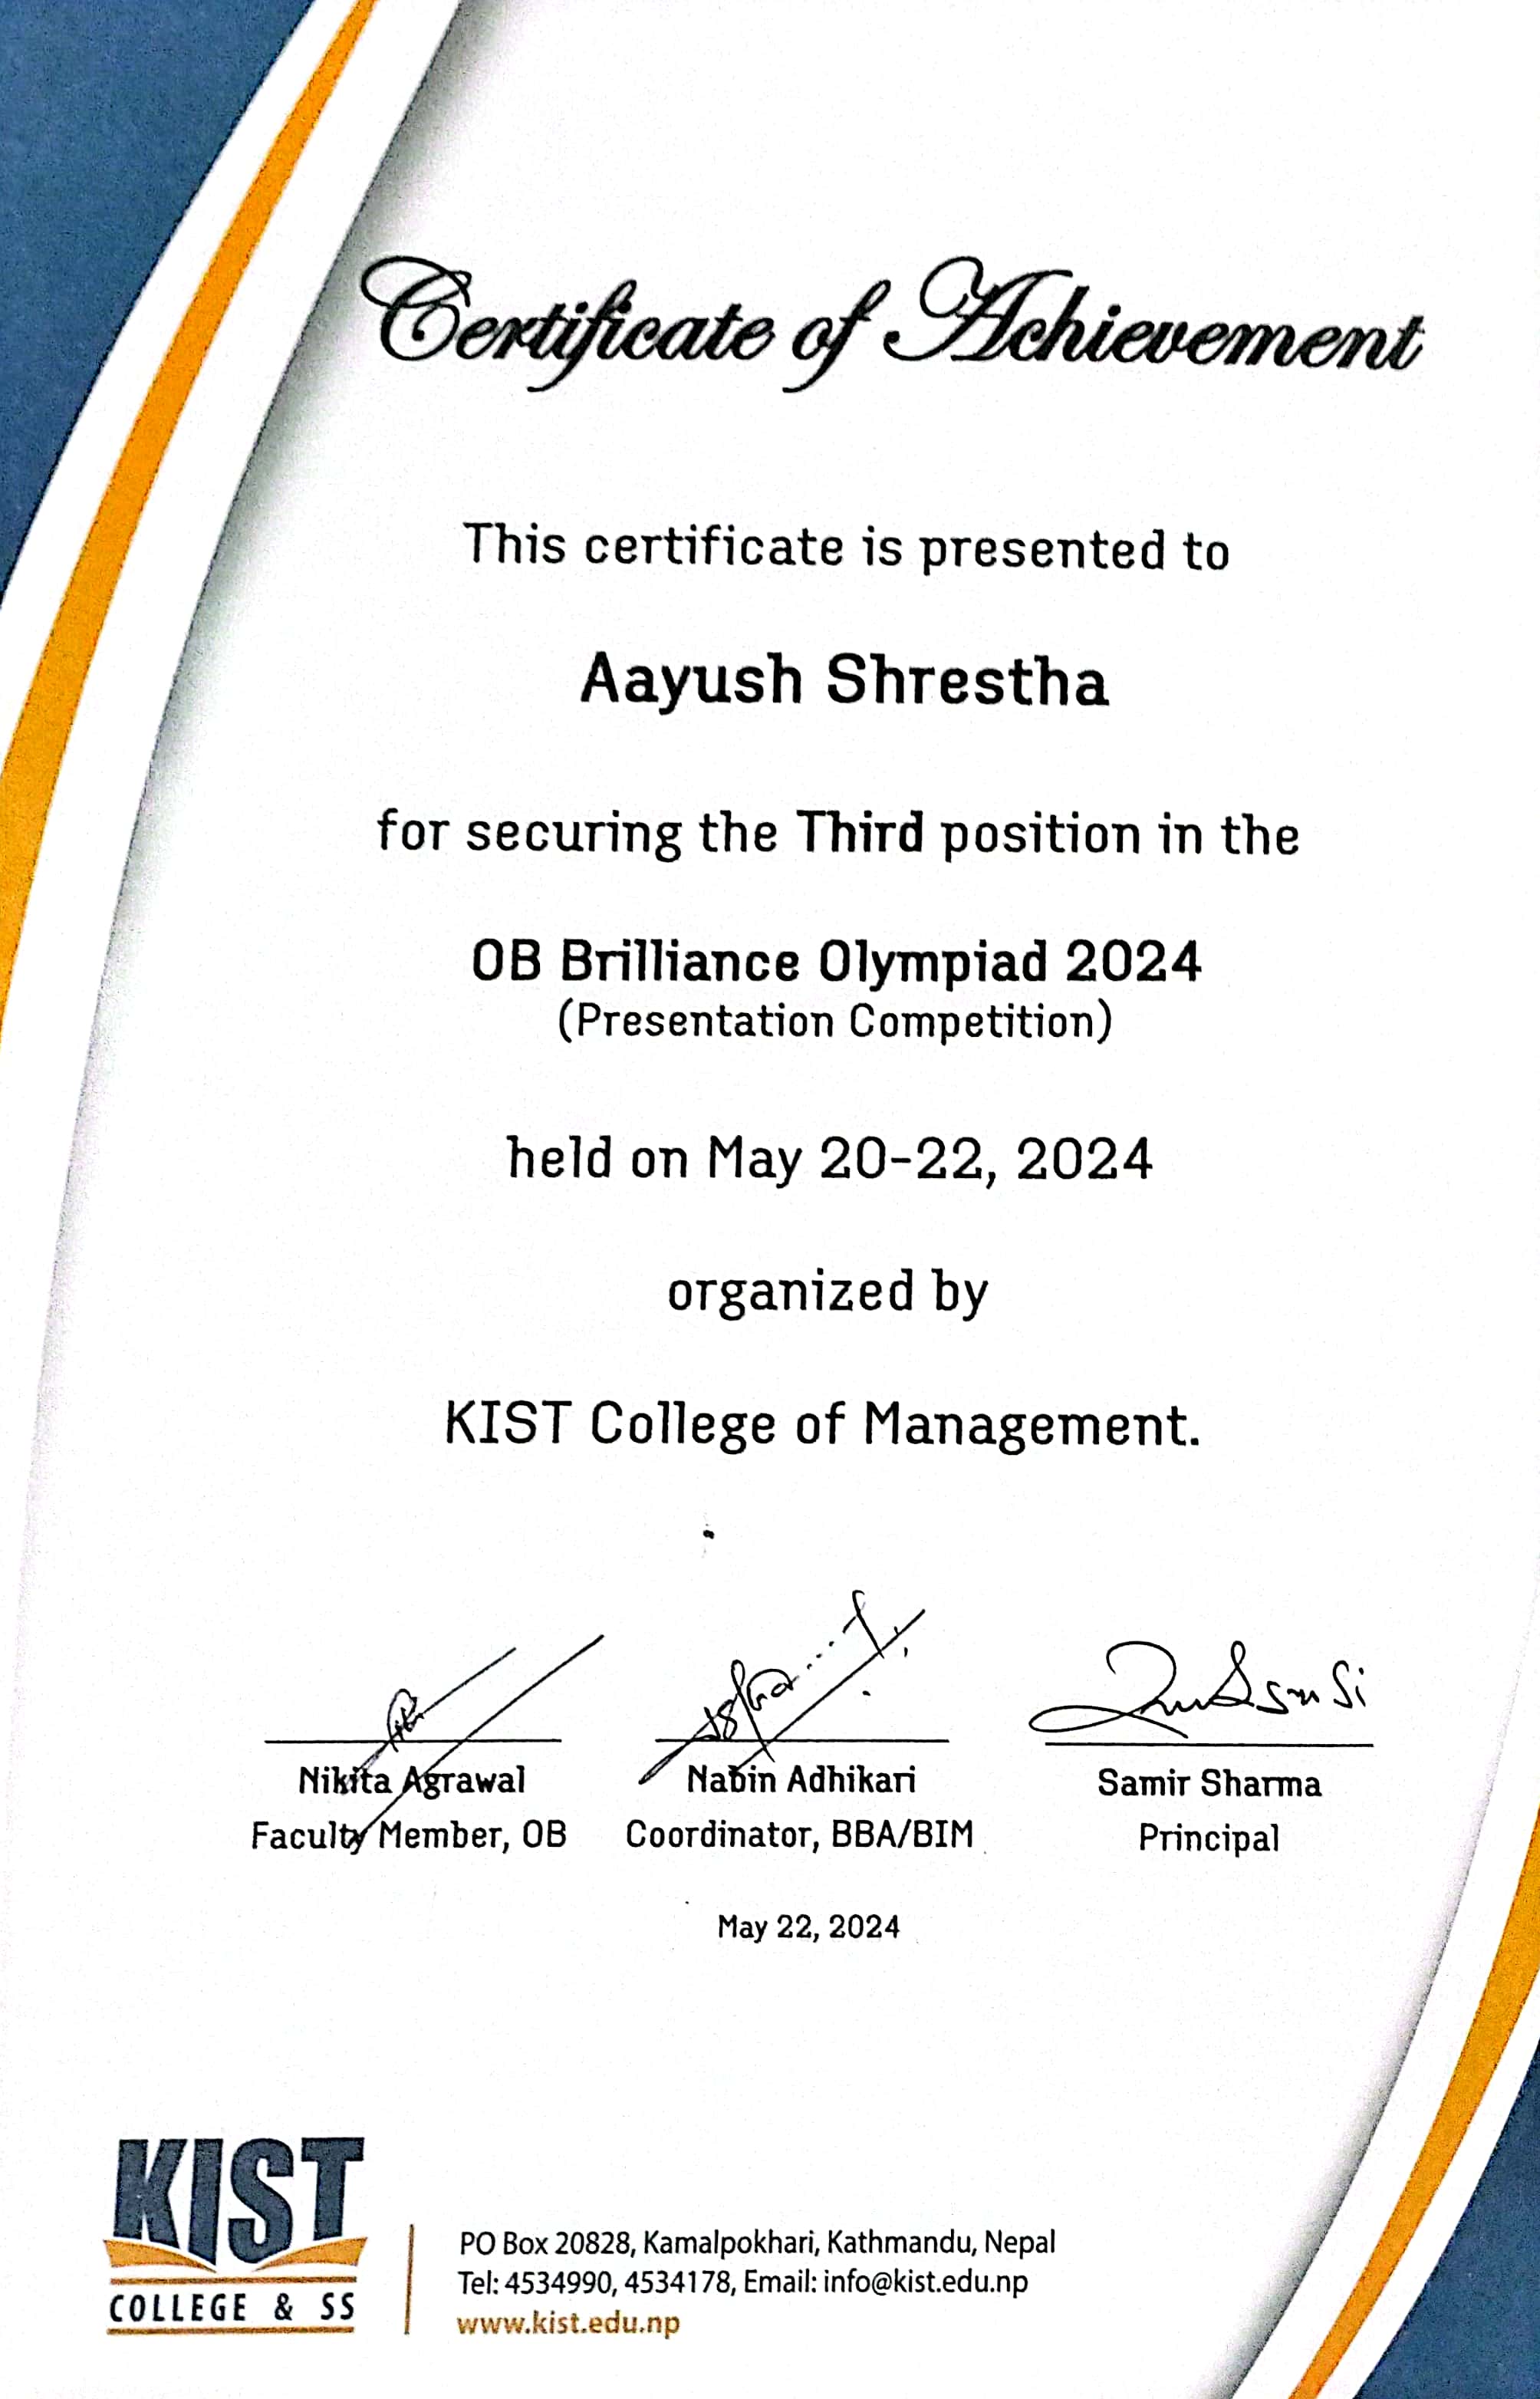 Certificate of Achievement
This certificate is presented to
Aayush Shrestha
for securing the Third position in the
OB Brilliance Olympiad 2024
(Presentation Competition)
held on May 20-22, 2024
organized by
KIST College of Management.
Nikita Agrawal
Faculty Member, OB
Nabin Adhikari
Coordinator, BBA/BIM
Samir Sharma
Principal
May 22, 2024
KIST
COLLEGE & SS
PO Box 20828, Kamalpokhari, Kathmandu, Nepal
Tel: 4534990, 4534178, Email: info@kist.edu.np
www.kist.edu.np